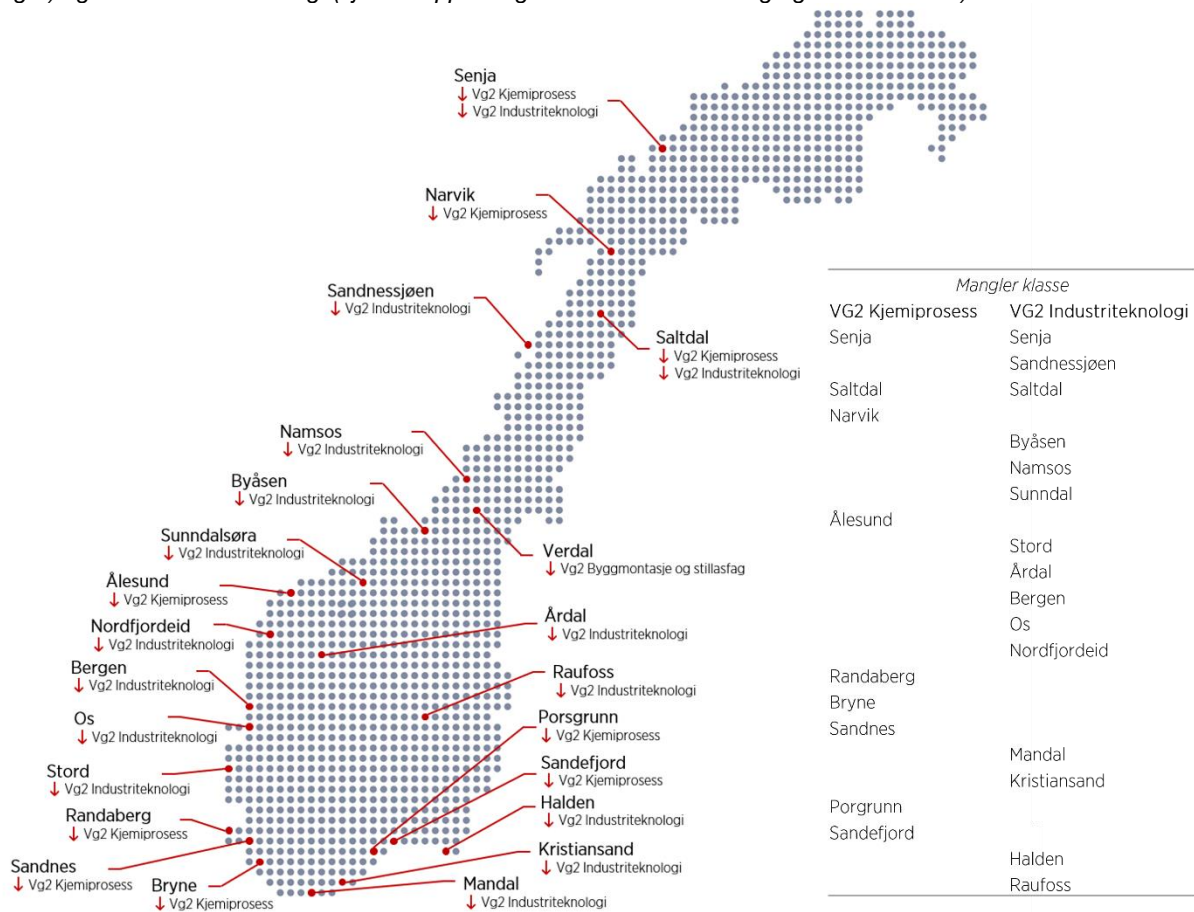 Senja
↓ Vg2 Kjemiprosess
↓ Vg2 Industriteknologi
Narvik
↓ Vg2 Kjemiprosess
Sandnessjøen
↓ Vg2 Industriteknologi
Saltdal
↓ Vg2 Kjemiprosess
↓ Vg2 Industriteknologi
Namsos
↓ Vg2 Industriteknologi
Byåsen
↓ Vg2 Industriteknologi
Sunndalsøra
↓ Vg2 Industriteknologi
Verdal
↓ Vg2 Byggmontasje og stillasfag
Ålesund
↓ Vg2 Kjemiprosess
Nordfjordeid
↓ Vg2 Industriteknologi
Årdal
↓ Vg2 Industriteknologi
Bergen
↓ Vg2 Industriteknologi
Raufoss
↓ Vg2 Industriteknologi
Os
↓ Vg2 Industriteknologi
Porsgrunn
↓ Vg2 Kjemiprosess
Stord
↓ Vg2 Industriteknologi
Sandefjord
↓ Vg2 Kjemiprosess
Randaberg
↓ Vg2 Kjemiprosess
Halden
↓ Vg2 Industriteknologi
Sandnes
↓ Vg2 Kjemiprosess
Kristiansand
↓ Vg2 Industriteknologi
Bryne
↓ Vg2 Kjemiprosess
Mandal
↓ Vg2 Industriteknologi
Mangler klasse
VG2 Kjemiprosess VG2 Industriteknologi
Senja Senja
Sandnessjøen
Saltdal Saltdal
Narvik
Byåsen
Namsos
Sunndal
Ålesund
Stord
Årdal
Bergen
Os
Nordfjordeid
Randaberg
Bryne
Sandnes
Mandal
Kristiansand
Porgrunn
Sandefjord
Halden
Raufoss